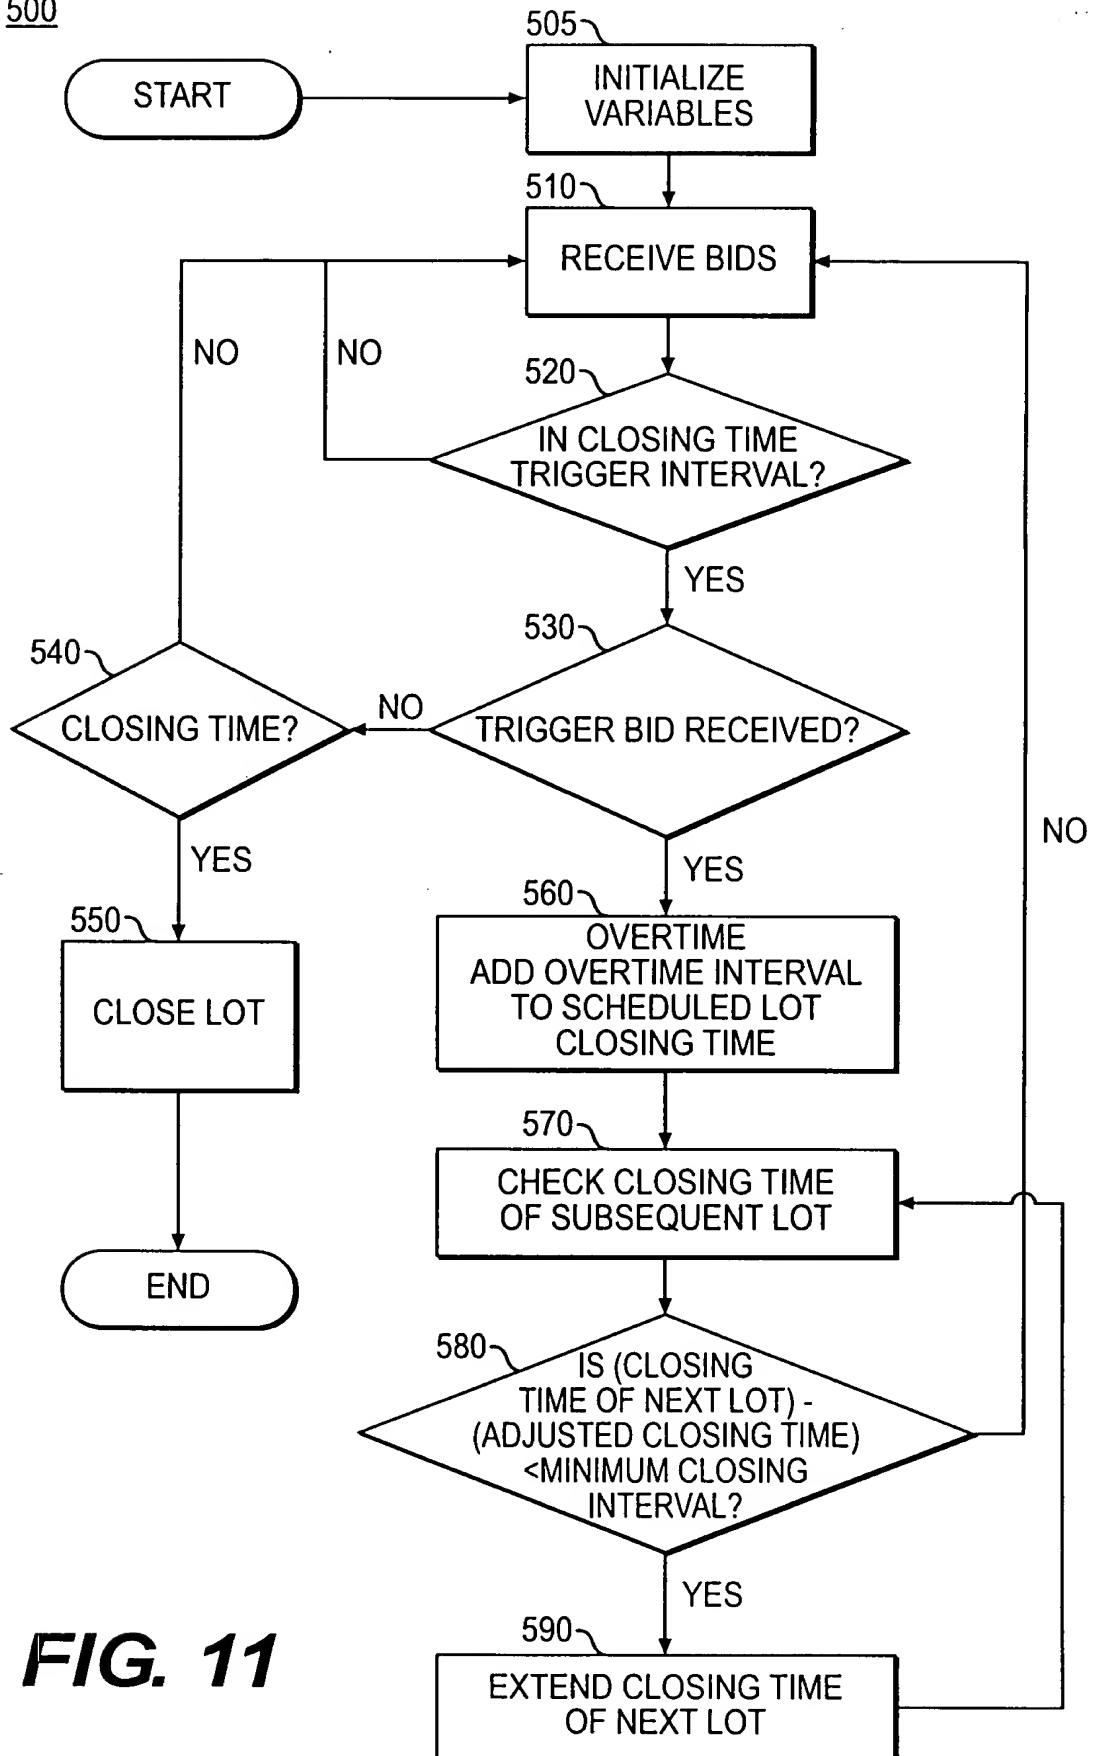 500
505
START
INITIALIZE
VARIABLES
510
RECEIVE BIDS
NO
NO
520
IN CLOSING TIME
TRIGGER INTERVAL?
YES
530
540
CLOSING TIME?
NO
TRIGGER BID RECEIVED?
NO
YES
YES
550
560
CLOSE LOT
OVERTIME
ADD OVERTIME INTERVAL
TO SCHEDULED LOT
CLOSING TIME
570
CHECK CLOSING TIME
OF SUBSEQUENT LOT
END
580
IS (CLOSING
TIME OF NEXT LOT) -
(ADJUSTED CLOSING TIME)
<MINIMUM CLOSING
INTERVAL?
YES
590
EXTEND CLOSING TIME
OF NEXT LOT
FIG. 11